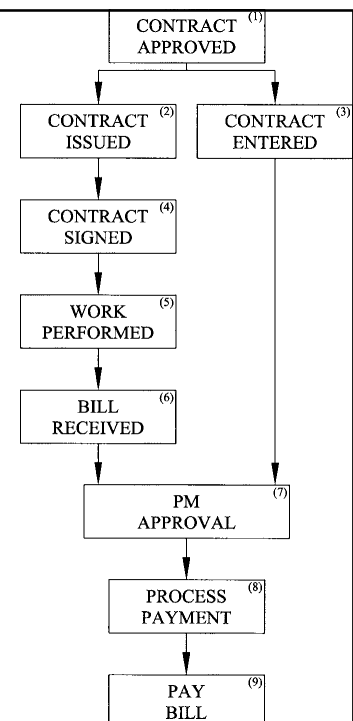 (1)
CONTRACT
APPROVED
(2)
CONTRACT
ISSUED
(3)
CONTRACT
ENTERED
(4)
CONTRACT
SIGNED
(5)
WORK
PERFORMED
(6)
BILL
RECEIVED
(7)
PM
APPROVAL
(8)
PROCESS
PAYMENT
(9)
PAY
BILL